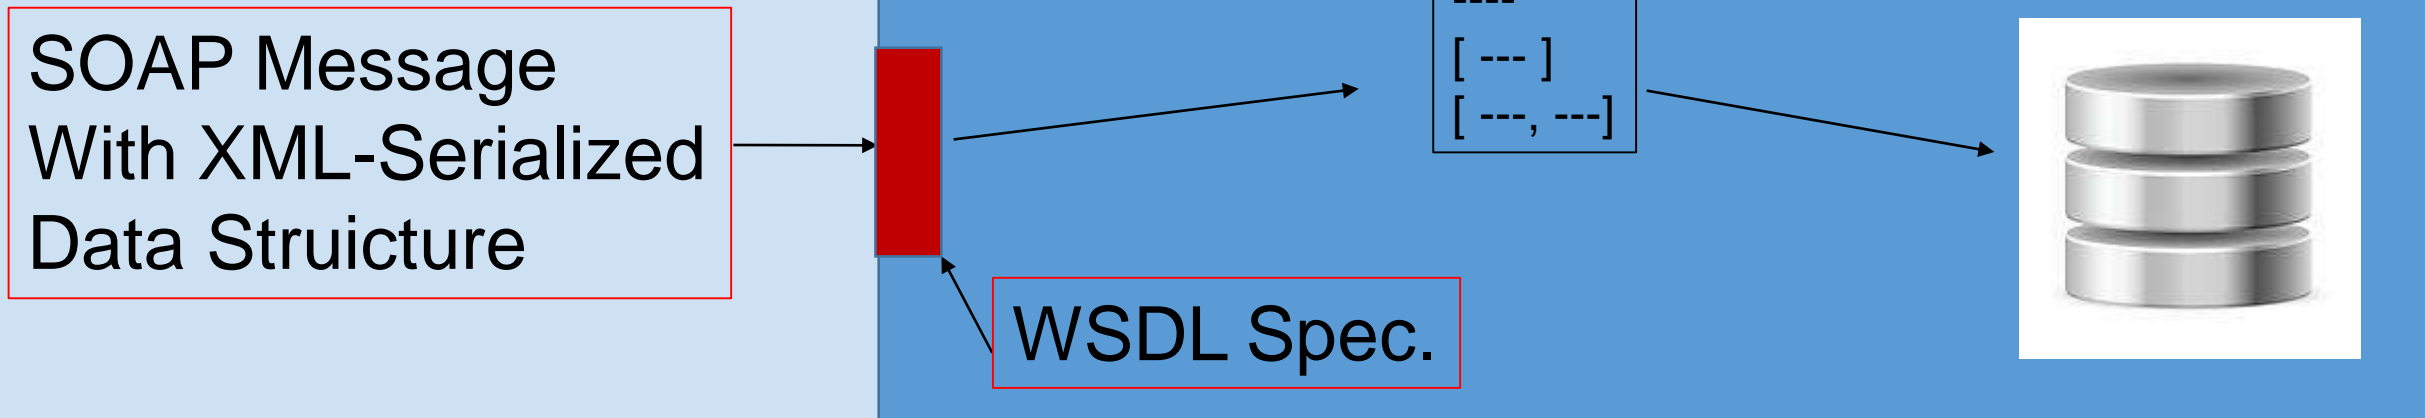 SOAP Message
With XML-Serialized
Data Struicture
----
[ --- ]
[ ---, ---]
WSDL Spec.